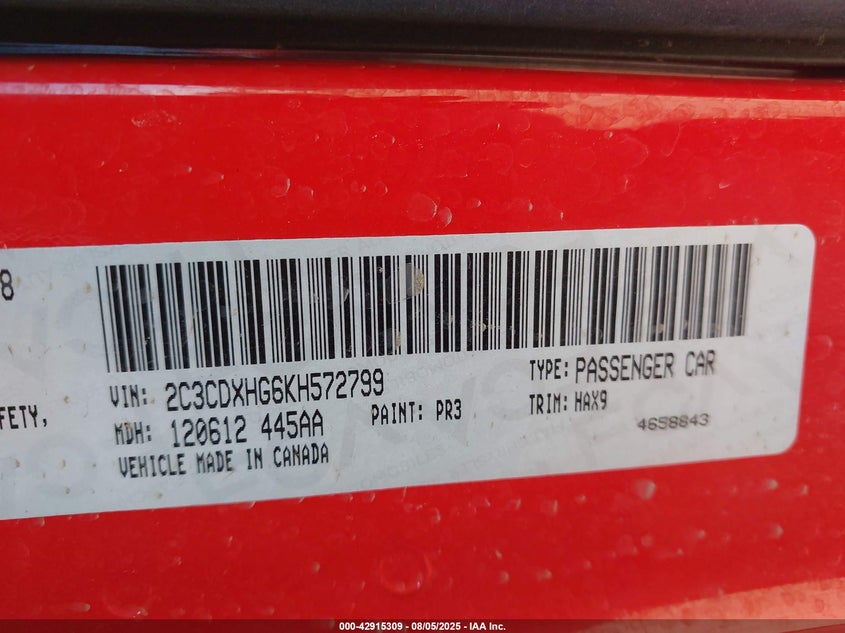 8
FETY,
VIN: 2C3CDXHG6KH572799
TYPE: PASSENGER CAR
MDH: 120612 445AA
PAINT: PR3
TRIM: HAX9
VEHICLE MADE IN CANADA
4658843
000-42915309 - 08/05/2025 - IAA Inc.